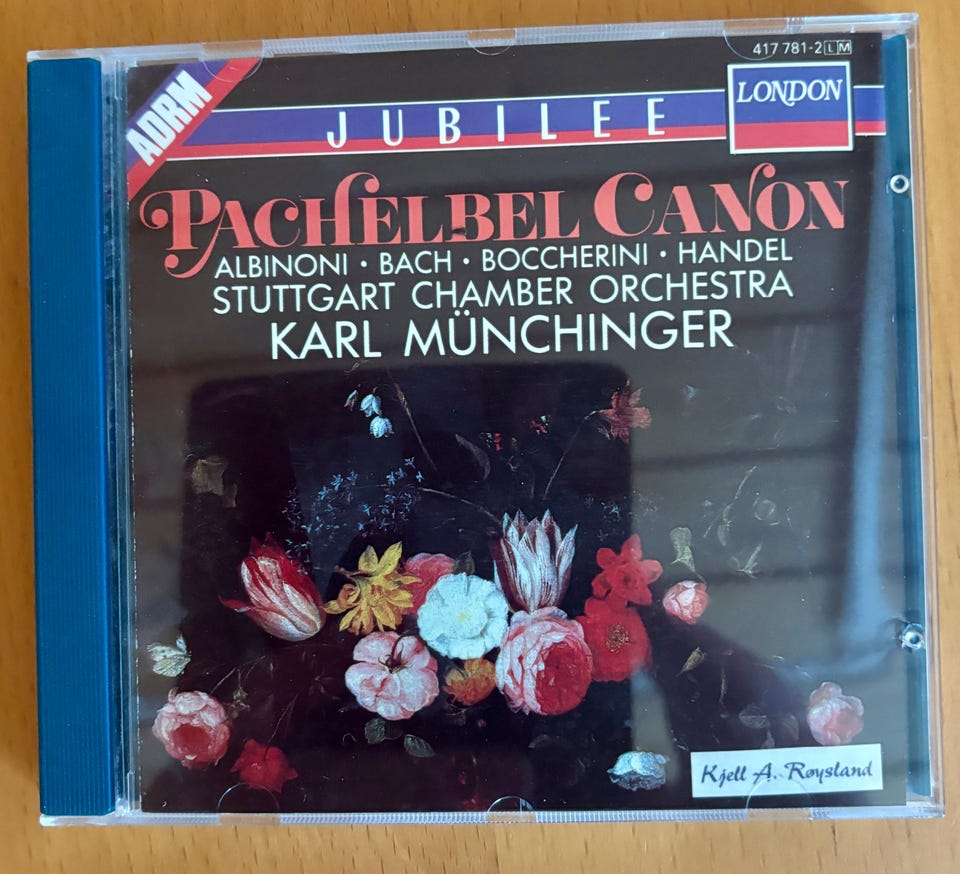 417 781-2 LM
ADRM
JUBILEE
LONDON
PACHELBEL CANON
ALBINONI · BACH · BOCCHERINI · HANDEL
STUTTGART CHAMBER ORCHESTRA
KARL MÜNCHINGER
Kjell A. Røysland